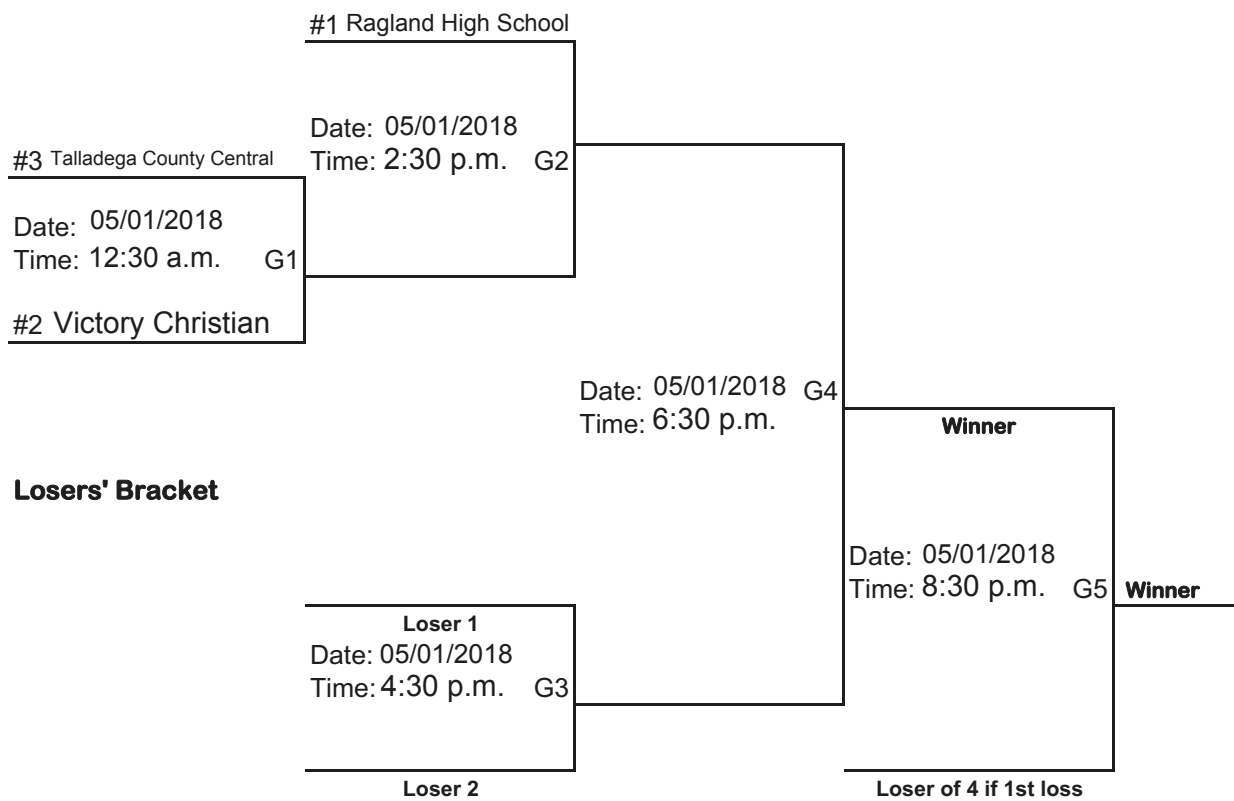 #1 Ragland High School
Date: 05/01/2018
Time: 2:30 p.m. G2
#3 Talladega County Central
Date: 05/01/2018
Time: 12:30 a.m. G1
#2 Victory Christian
Date: 05/01/2018 G4
Time: 6:30 p.m.
Winner
Losers' Bracket
Date: 05/01/2018
Time: 8:30 p.m. G5 Winner
Loser 1
Date: 05/01/2018
Time: 4:30 p.m. G3
Loser 2
Loser of 4 if 1st loss